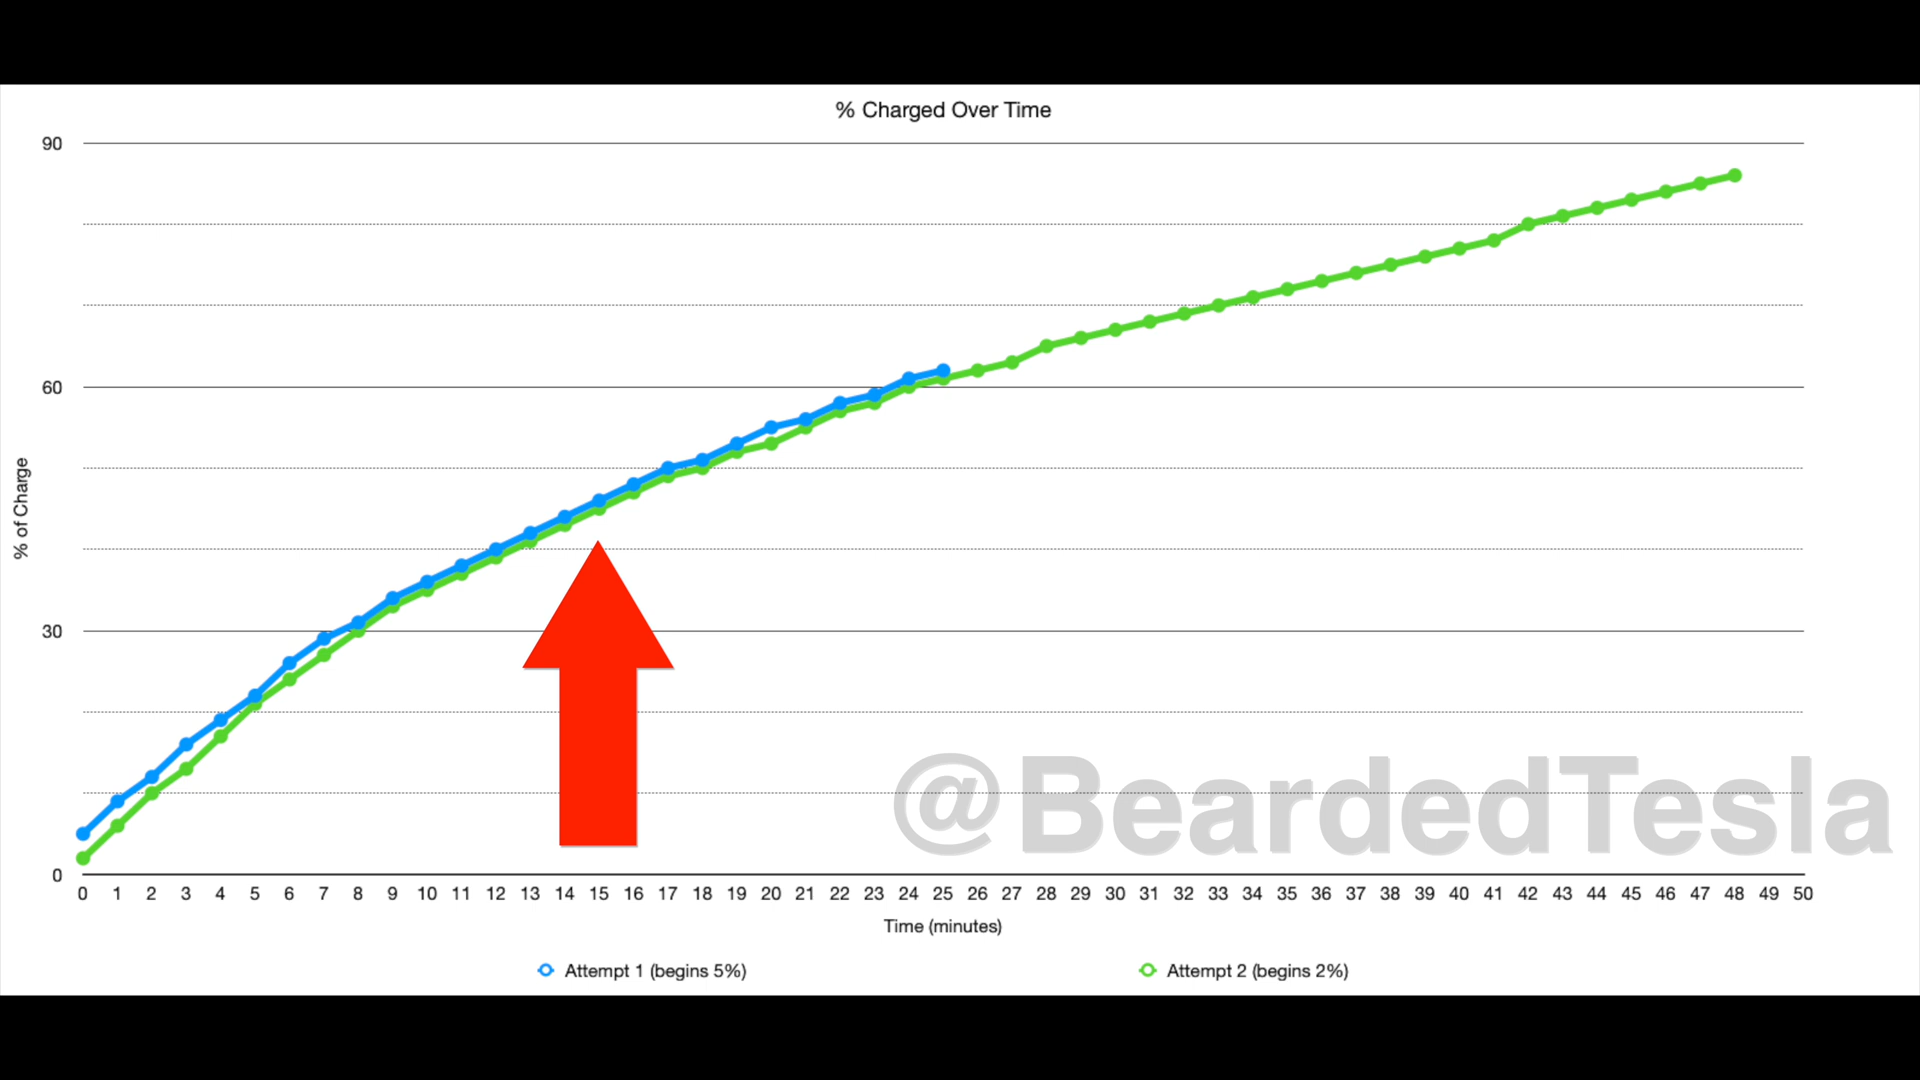 % Charged Over Time
90
60
30
0
% of Charge
0 1 2 3 4 5 6 7 8 9 10 11 12 13 14 15 16 17 18 19 20 21 22 23 24 25 26 27 28 29 30 31 32 33 34 35 36 37 38 39 40 41 42 43 44 45 46 47 48 49 50
Time (minutes)
Attempt 1 (begins 5%) Attempt 2 (begins 2%)
@BeardedTesla